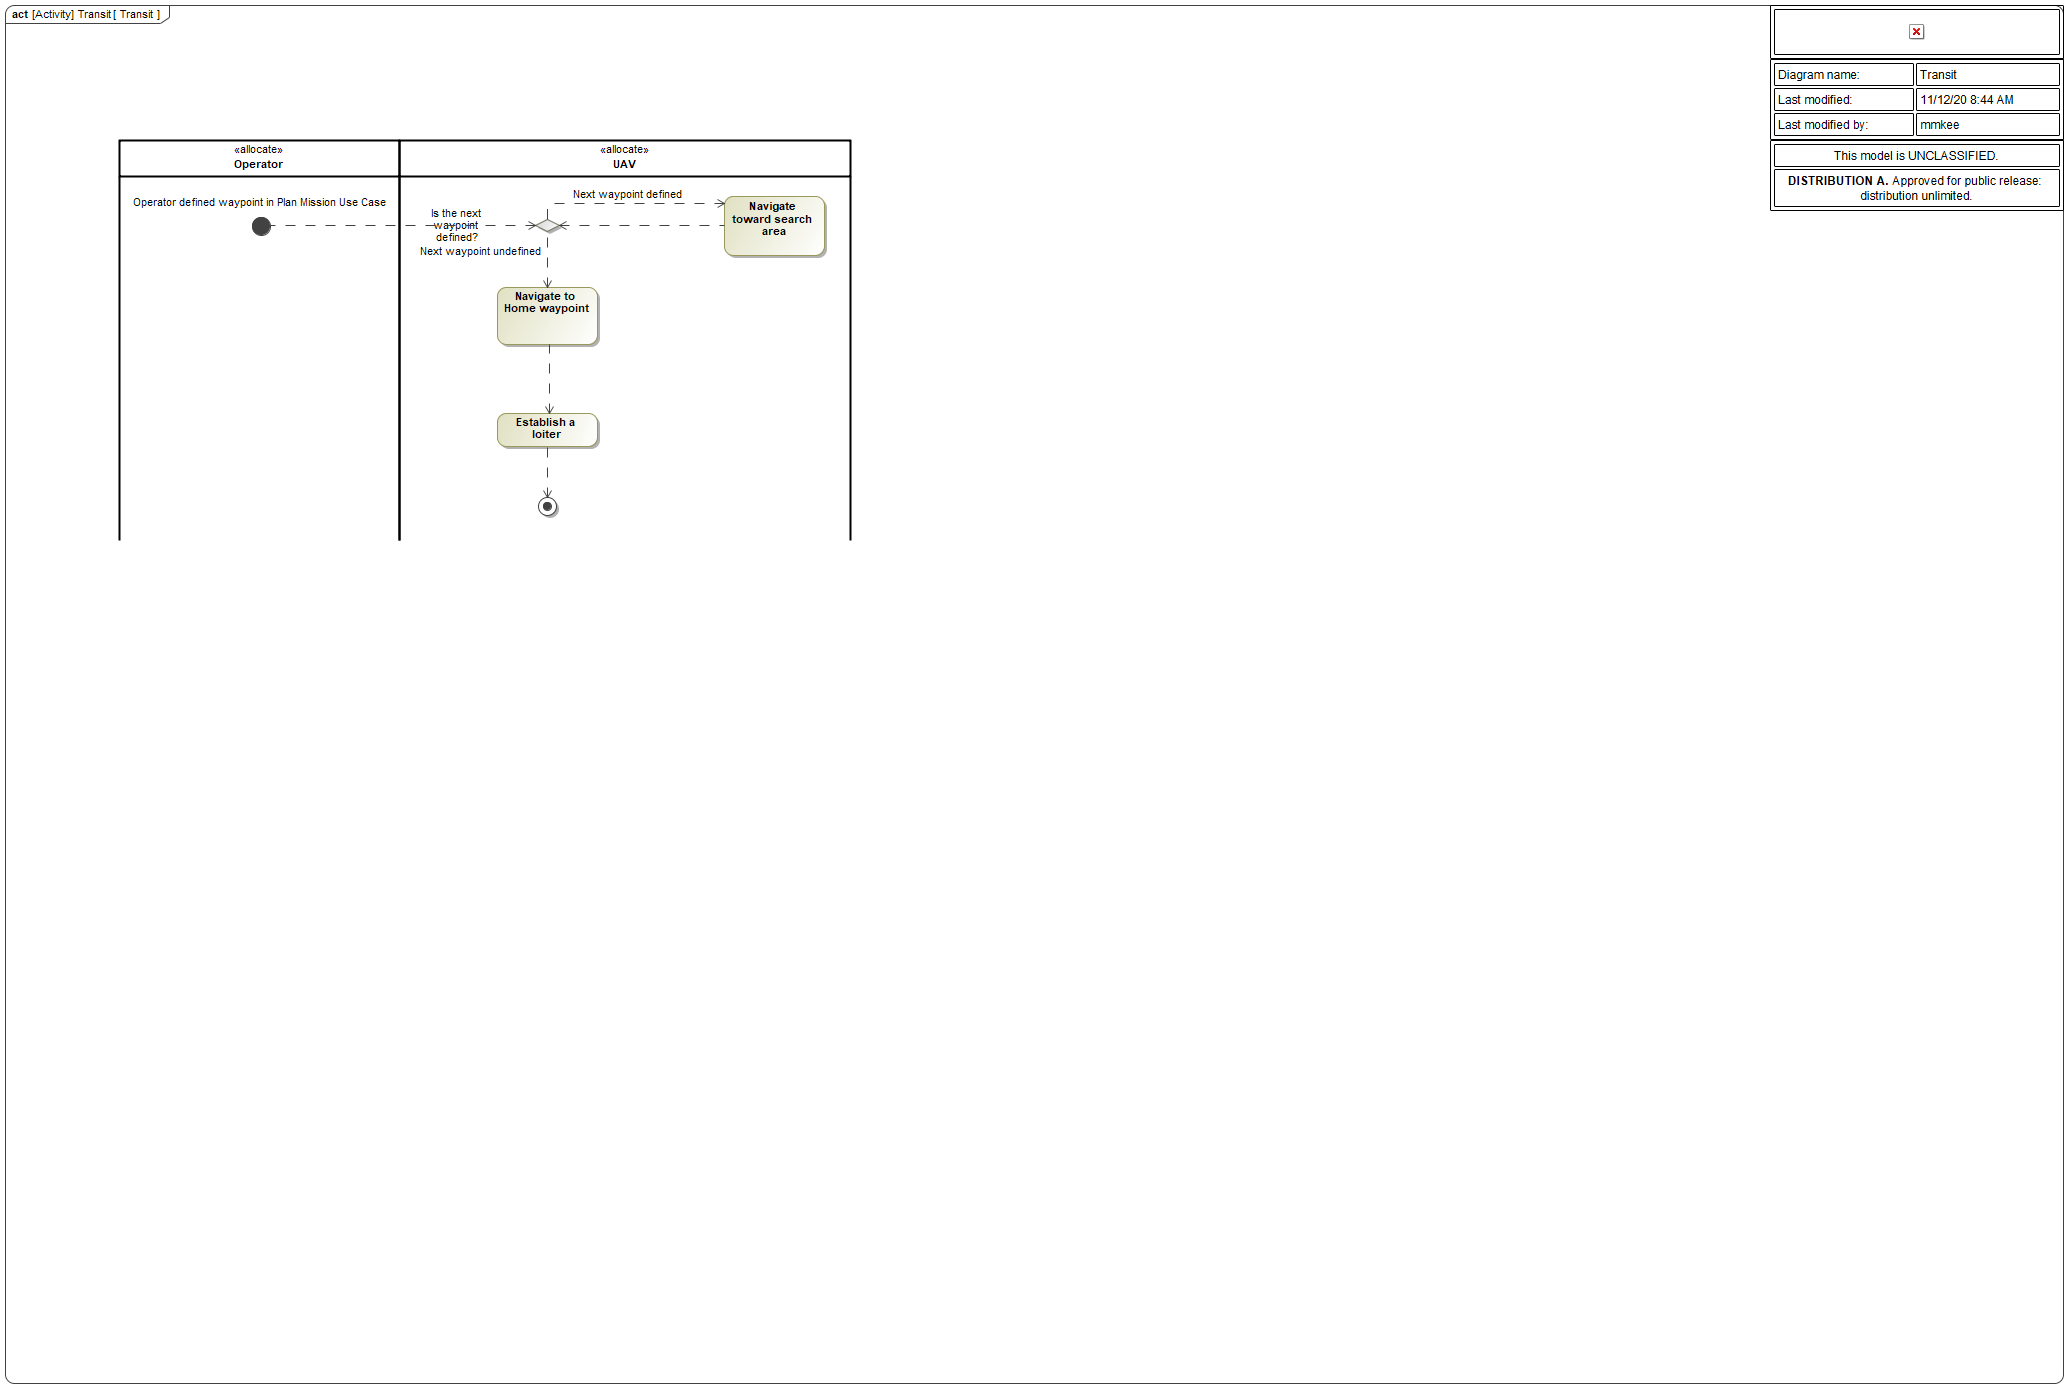 act [Activity] Transit[ Transit ]
Diagram name: Transit
Last modified: 11/12/20 8:44 AM
Last modified by: mmkee
This model is UNCLASSIFIED.
DISTRIBUTION A. Approved for public release:
distribution unlimited.
«allocate»
Operator
«allocate»
UAV
Operator defined waypoint in Plan Mission Use Case
Is the next
waypoint
defined?
Next waypoint defined
Navigate
toward search
area
Next waypoint undefined
Navigate to
Home waypoint
Establish a
loiter